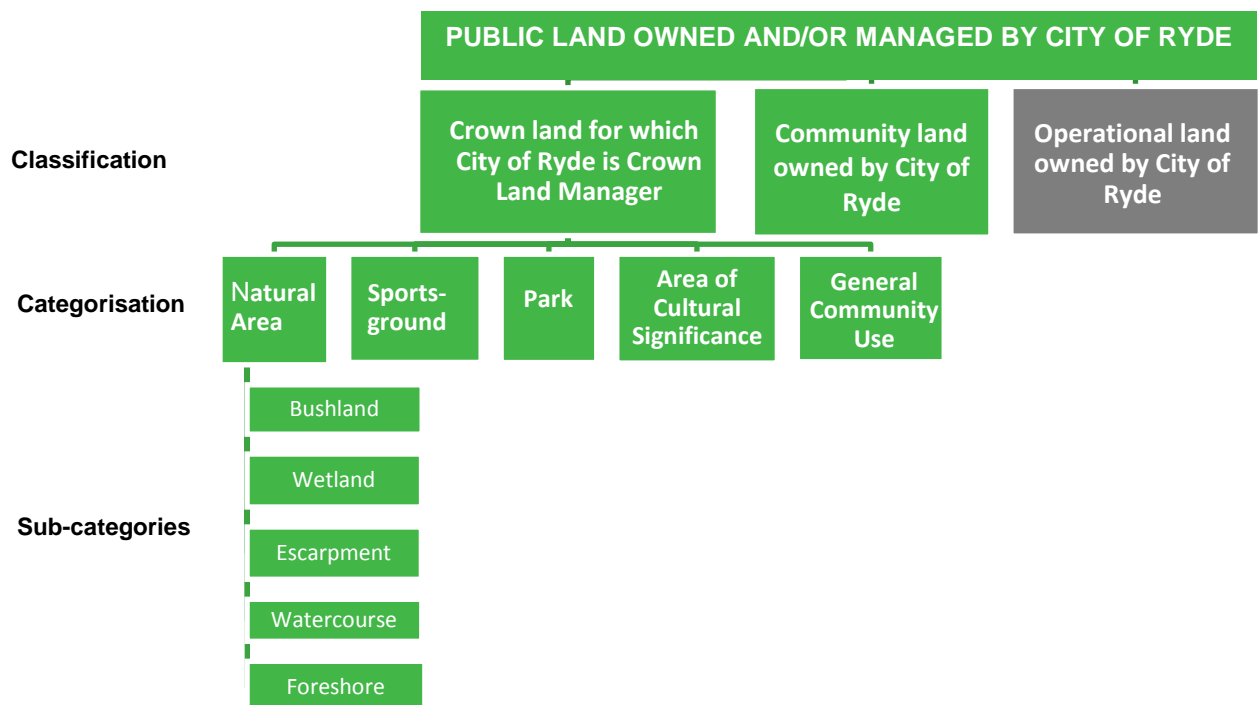 PUBLIC LAND OWNED AND/OR MANAGED BY CITY OF RYDE
Classification
Crown land for which
City of Ryde is Crown
Land Manager
Community land
owned by City of
Ryde
Operational land
owned by City of
Ryde
Categorisation
Natural
Area
Sports-
ground
Park
Area of
Cultural
Significance
General
Community
Use
Sub-categories
Bushland
Wetland
Escarpment
Watercourse
Foreshore